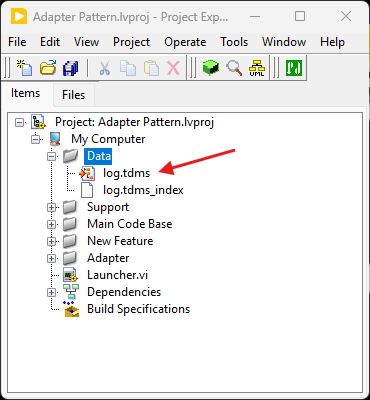 Adapter Pattern.lvproj - Project Exp...
File Edit View Project Operate Tools Window Help
Items Files
Project: Adapter Pattern.lvproj
My Computer
Data
log.tdms
log.tdms_index
Support
Main Code Base
New Feature
Adapter
Launcher.vi
Dependencies
Build Specifications